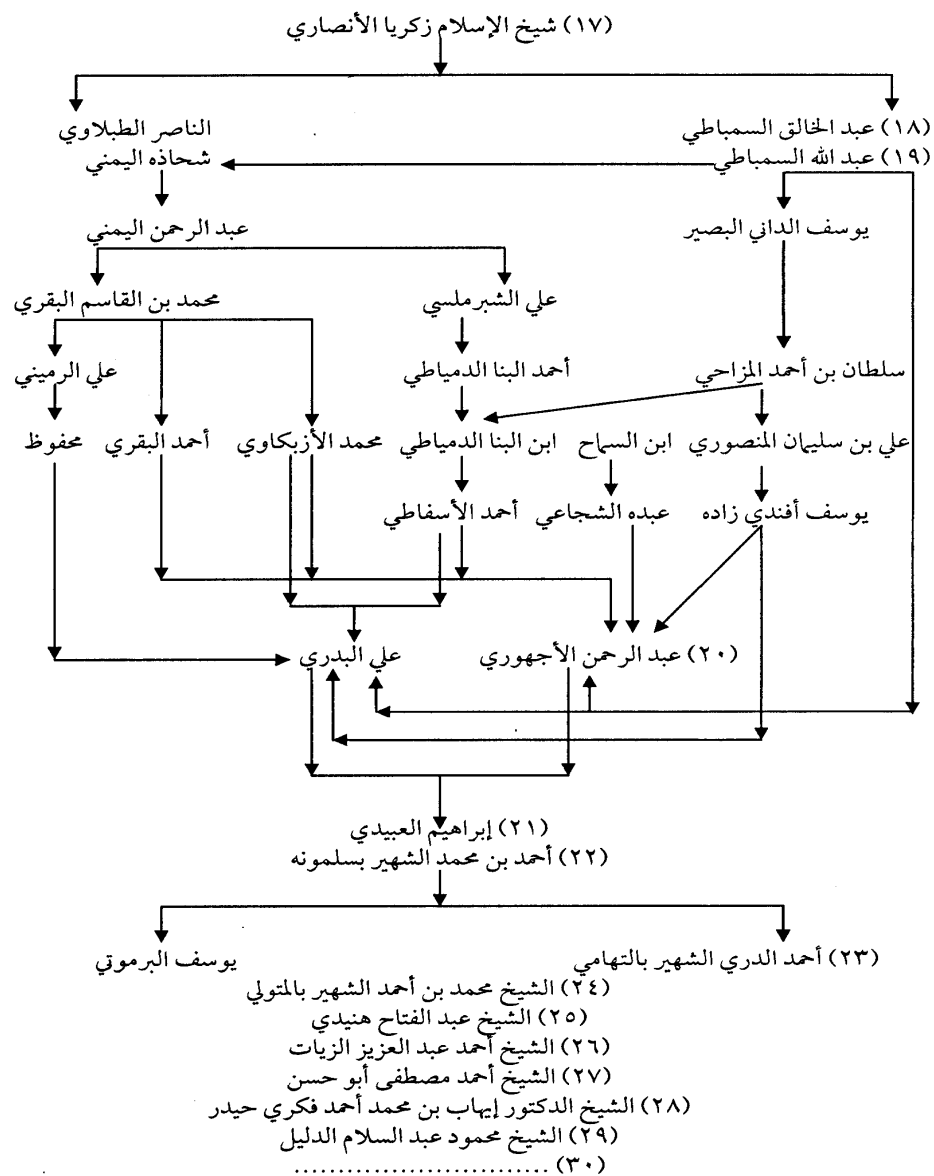 (١٧) شيخ الإسلام زكريا الأنصاري
(١٨) عبد الخالق السمباطي
الناصر الطبلاوي
(١٩) عبد الله السمباطي
شحاذه اليمني
يوسف الداني البصير
عبد الرحمن اليمني
علي الشبرملسي
محمد بن القاسم البقري
سلطان بن أحمد المزاحي
أحمد البنا الدمياطي
علي الرميني
علي بن سليمان المنصوري
ابن السماح
ابن البنا الدمياطي
محمد الأزبكاوي
أحمد البقري
محفوظ
يوسف أفندي زاده
عبده الشجاعي
أحمد الأسفاطي
(٢٠) عبد الرحمن الأجهوري
علي البدري
(٢١) إبراهيم العبيدي
(٢٢) أحمد بن محمد الشهير بسلمونه
(٢٣) أحمد الدري الشهير بالتهامي
يوسف البرموتي
(٢٤) الشيخ محمد بن أحمد الشهير بالمتولي
(٢٥) الشيخ عبد الفتاح هنيدي
(٢٦) الشيخ أحمد عبد العزيز الزيات
(٢٧) الشيخ أحمد مصطفى أبو حسن
(٢٨) الشيخ الدكتور إيهاب بن محمد أحمد فكري حيدر
(٢٩) الشيخ محمود عبد السلام الدليل
(٣٠) ............................